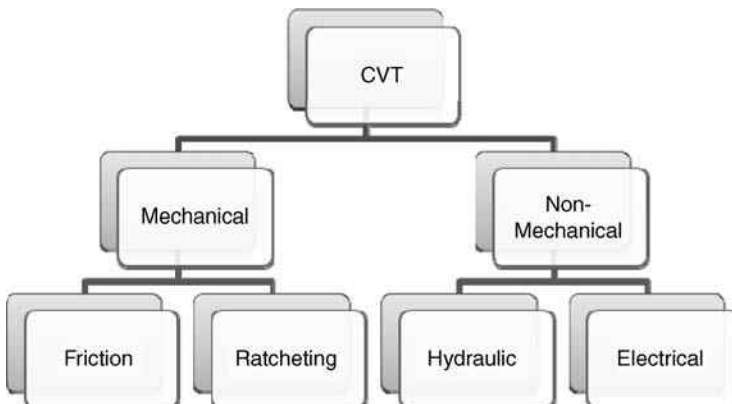 CVT
Mechanical
Non-
Mechanical
Friction
Ratcheting
Hydraulic
Electrical